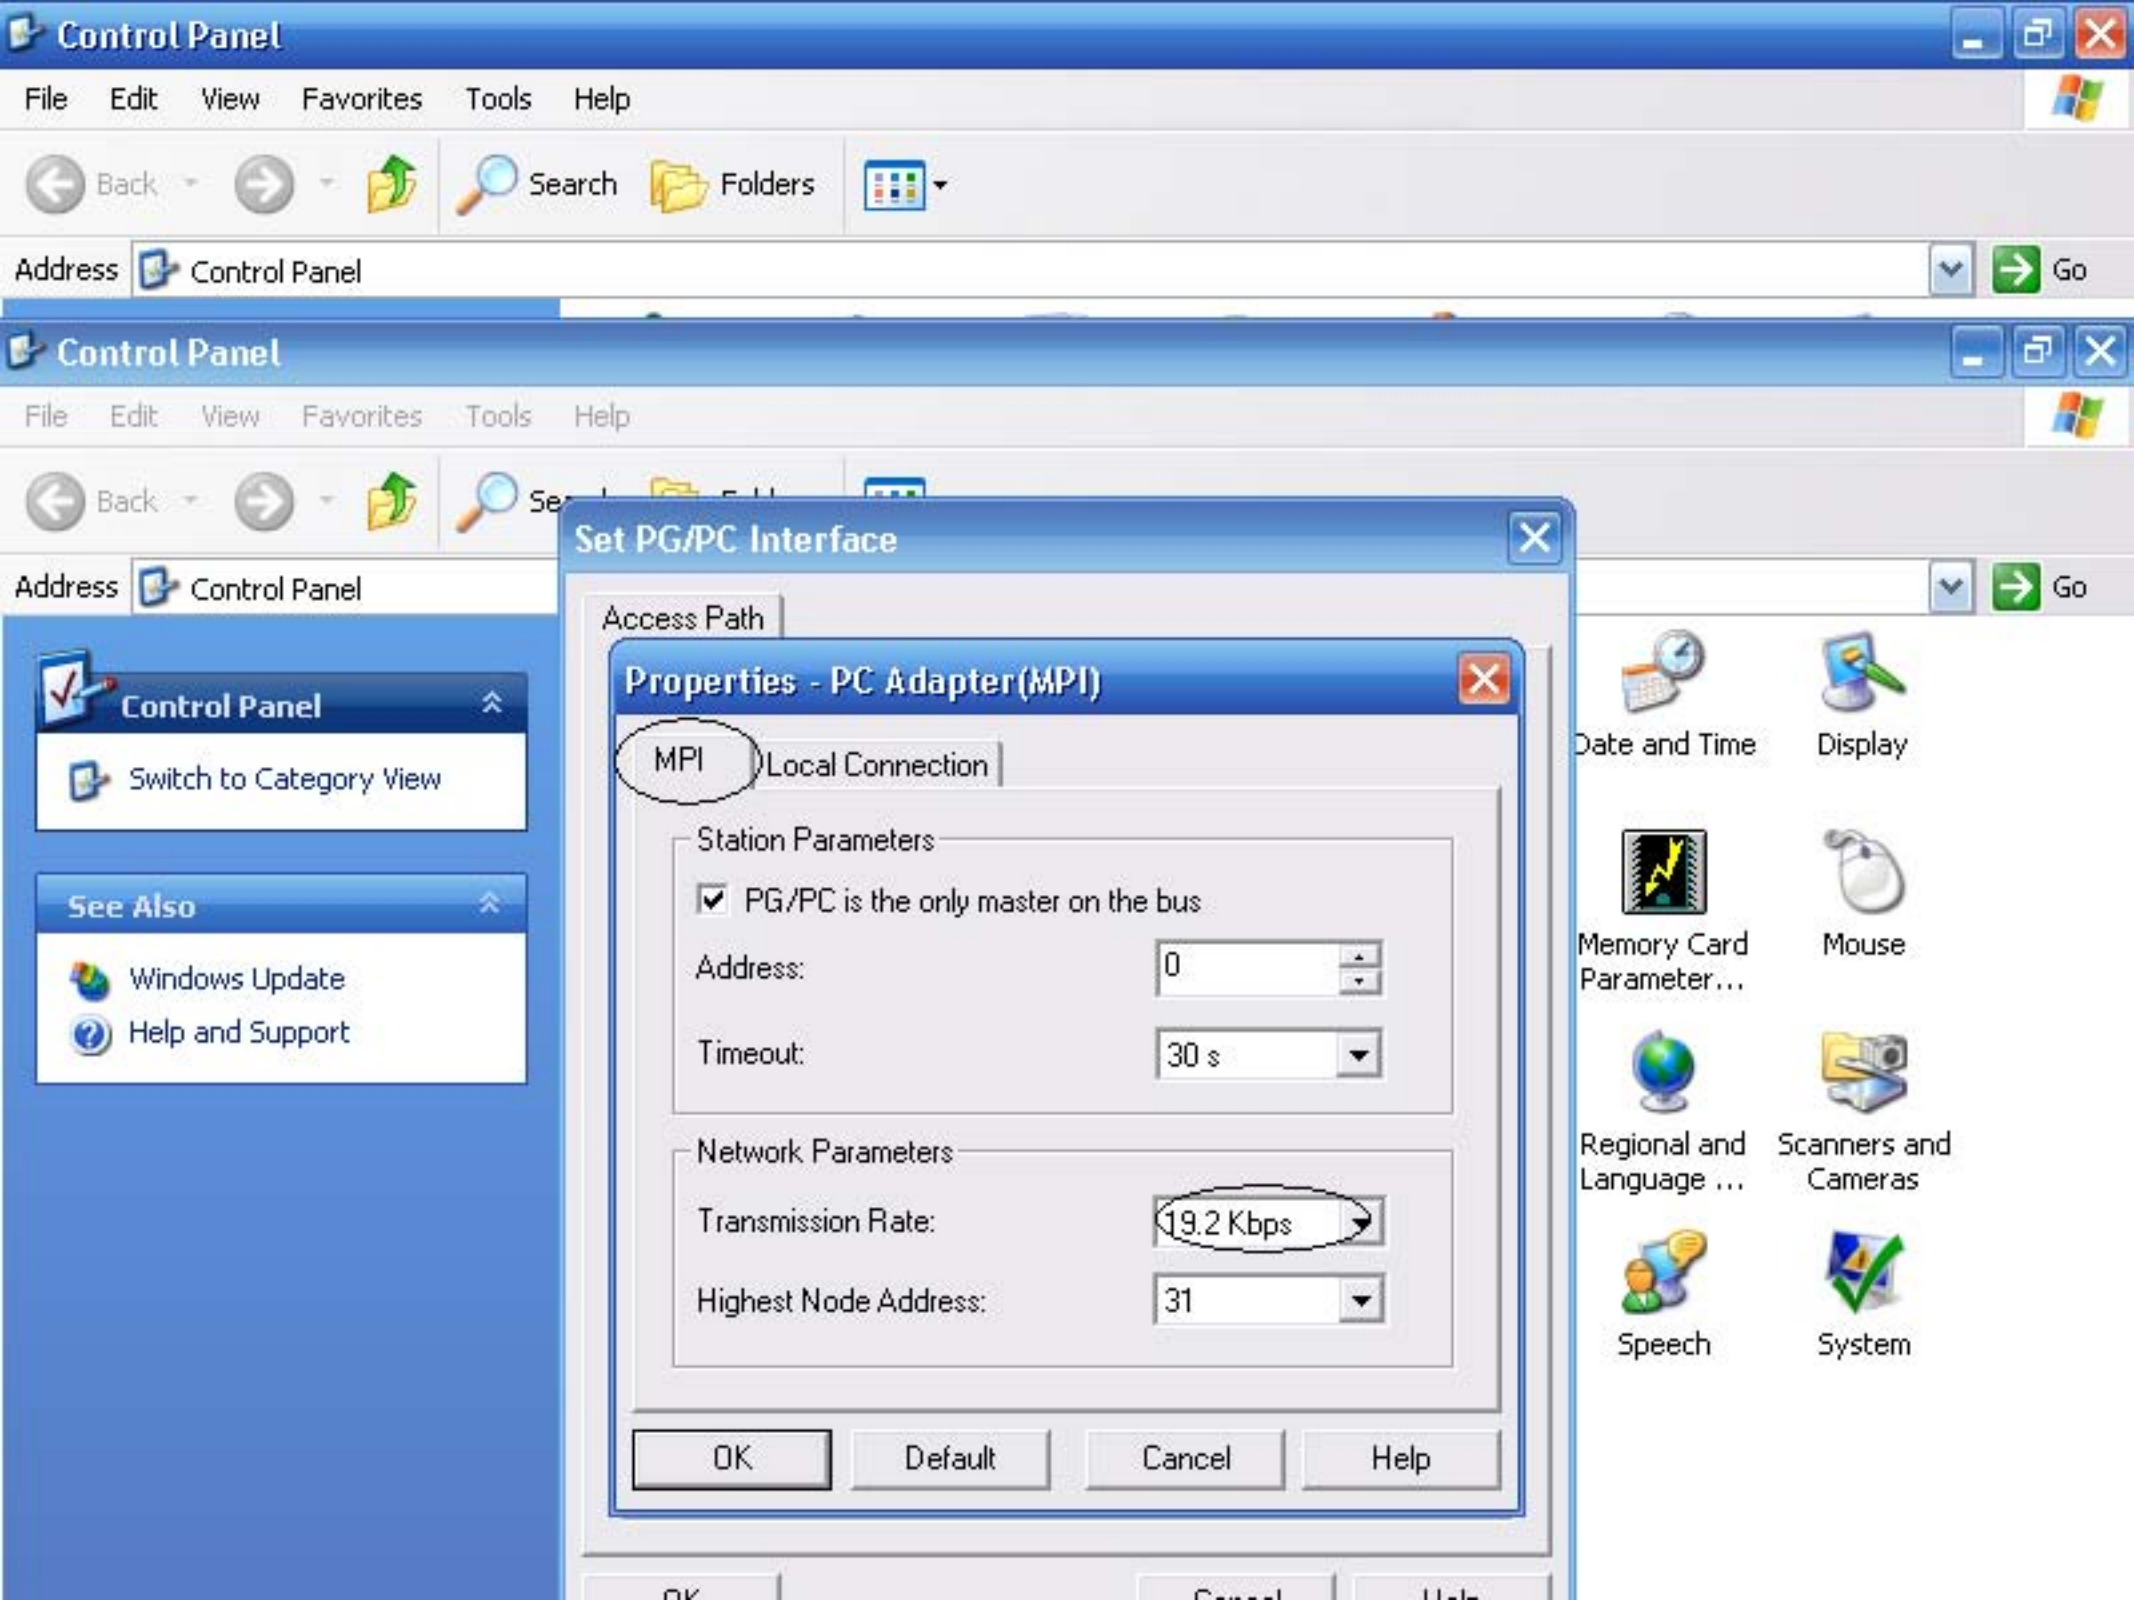 Control Panel
File Edit View Favorites Tools Help
Back Search Folders
Address Control Panel Go
Control Panel
File Edit View Favorites Tools Help
Back
Address Control Panel Go
Set PG/PC Interface
Access Path
Properties - PC Adapter(MPI)
MPI Local Connection
Station Parameters
PG/PC is the only master on the bus
Address: 0
Timeout: 30 s
Network Parameters
Transmission Rate: 19.2 Kbps
Highest Node Address: 31
OK Default Cancel Help
OK Cancel Help
Control Panel
Switch to Category View
See Also
Windows Update
Help and Support
Date and Time Display
Memory Card Mouse
Parameter...
Regional and Scanners and
Language ... Cameras
Speech System